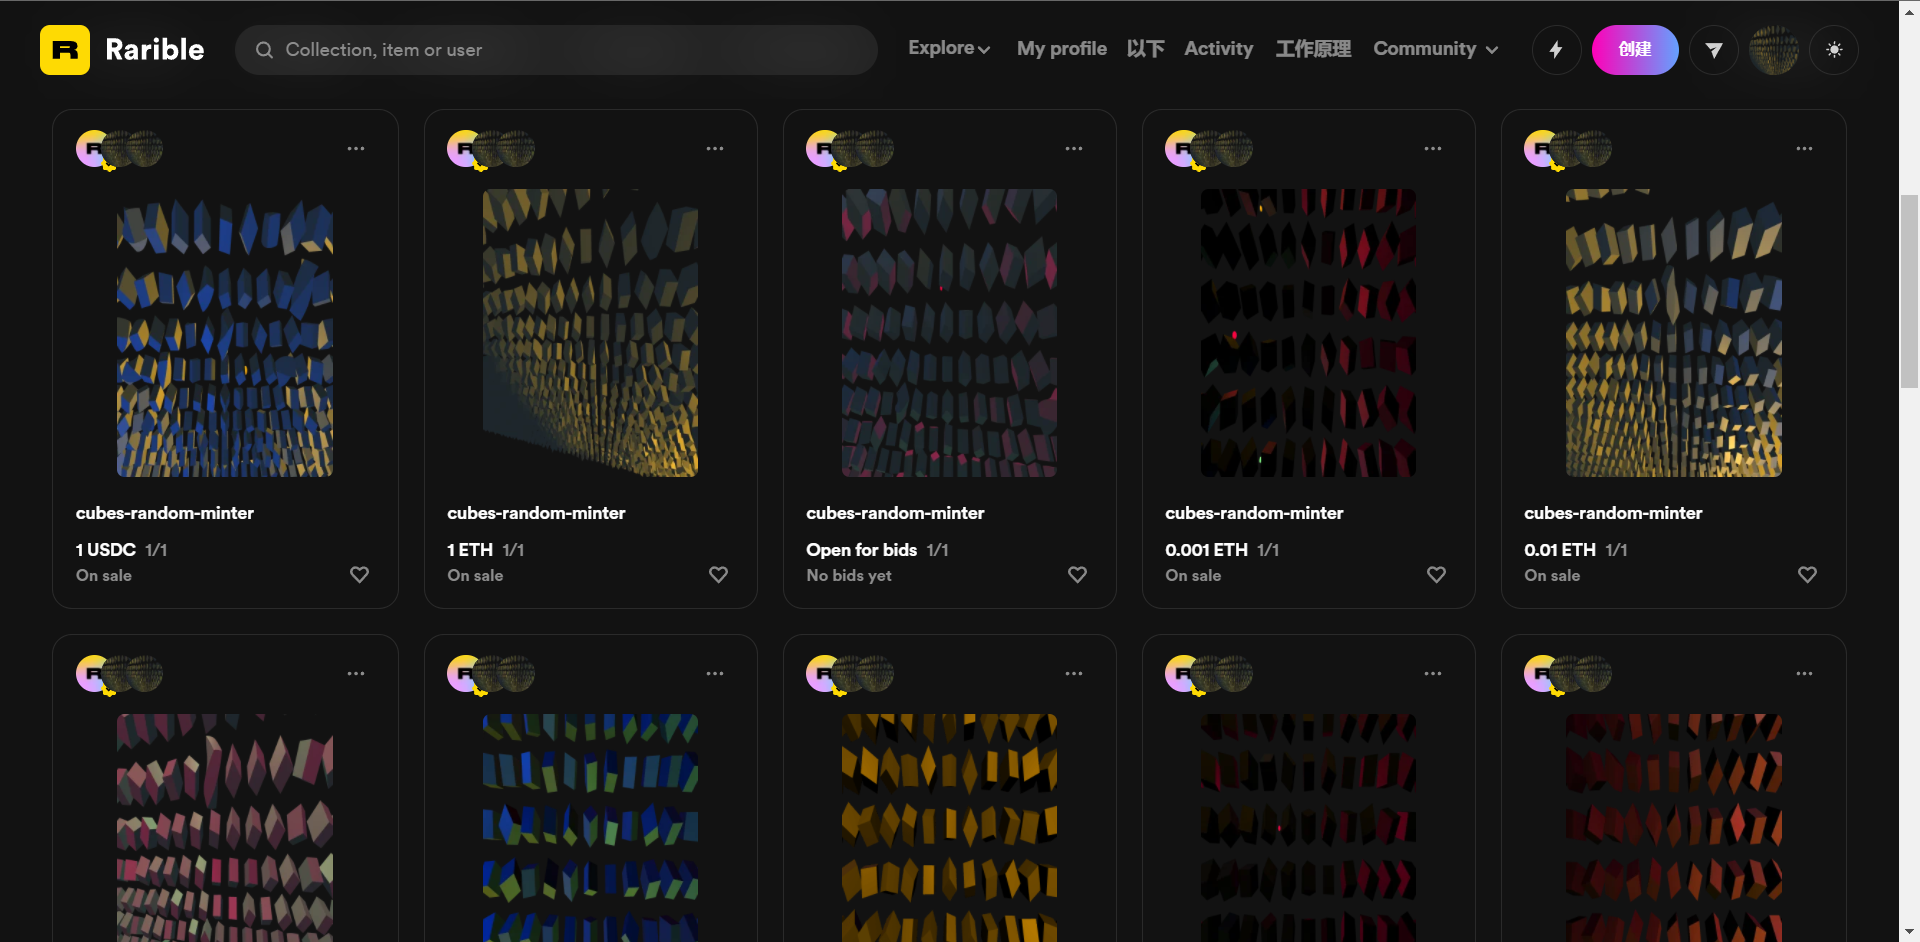 R Rarible
Collection, item or user
Explore My profile 以下 Activity 工作原理 Community
创建
R
R
R
R
R
cubes-random-minter
1 USDC 1/1
On sale
cubes-random-minter
1 ETH 1/1
On sale
cubes-random-minter
Open for bids 1/1
No bids yet
cubes-random-minter
0.001 ETH 1/1
On sale
cubes-random-minter
0.01 ETH 1/1
On sale
R
R
R
R
R